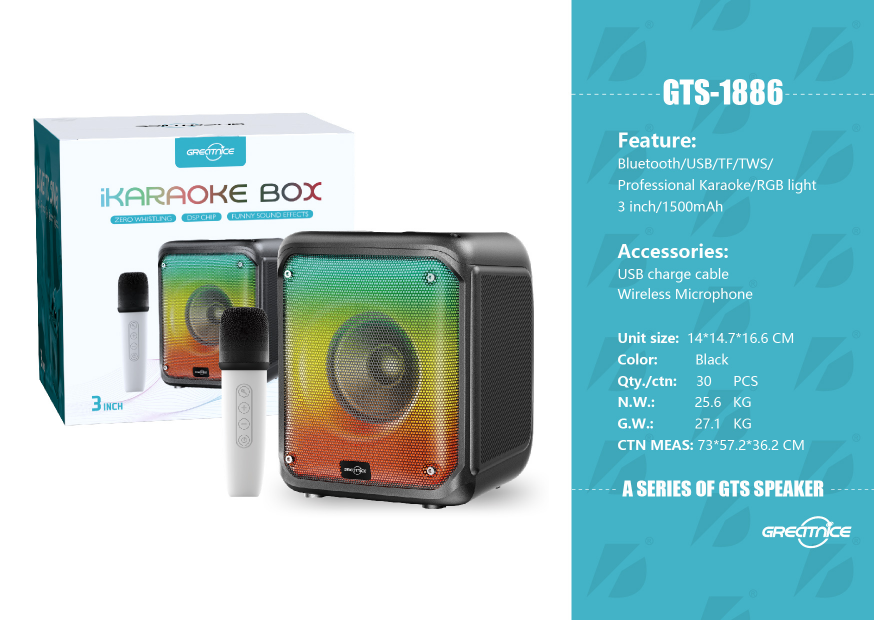 GREATNICE
iKARAOKE BOX
ZERO WHISTLING DSP CHIP FUNNY SOUND EFFECTS
3 INCH
GREATNICE
GTS-1886
Feature:
Bluetooth/USB/TF/TWS/
Professional Karaoke/RGB light
3 inch/1500mAh
Accessories:
USB charge cable
Wireless Microphone
Unit size: 14*14.7*16.6 CM
Color: Black
Qty./ctn: 30 PCS
N.W.: 25.6 KG
G.W.: 27.1 KG
CTN MEAS: 73*57.2*36.2 CM
A SERIES OF GTS SPEAKER
GREATNICE